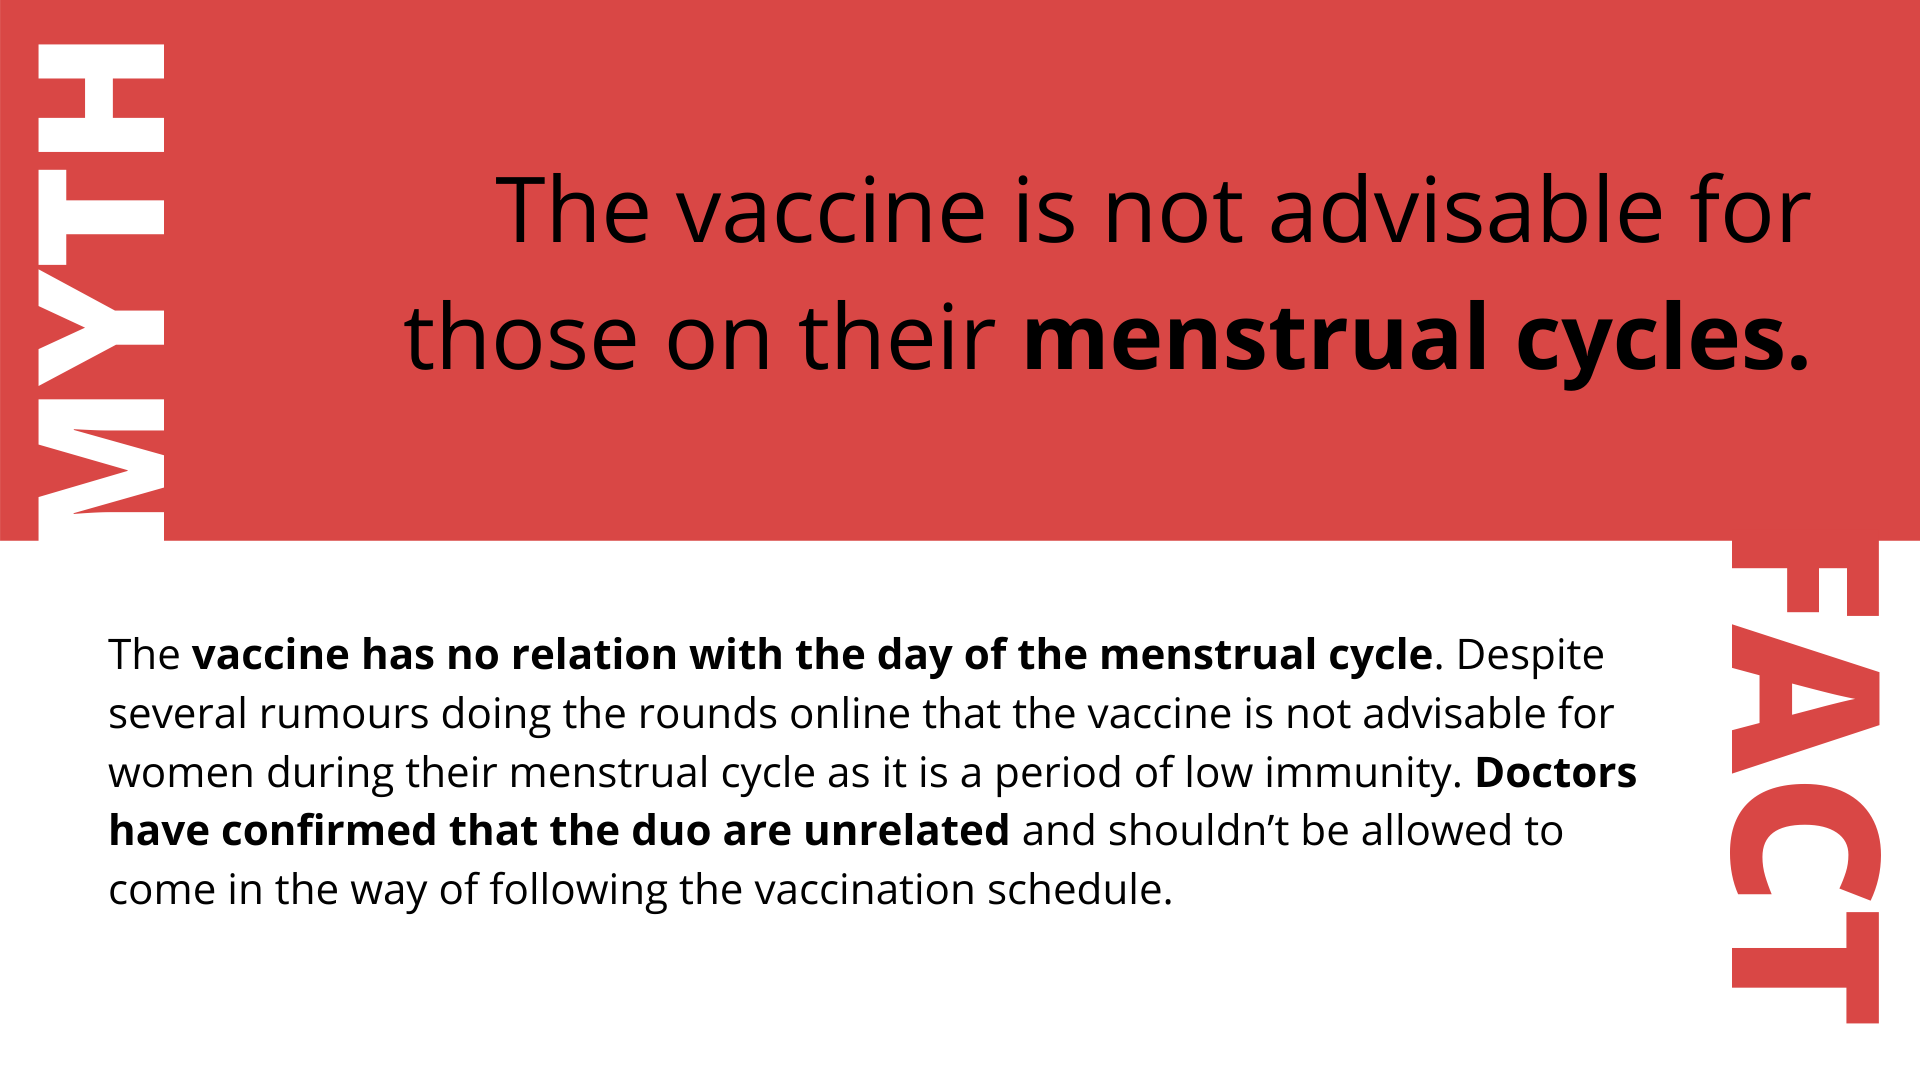 MYTH
The vaccine is not advisable for
those on their menstrual cycles.
FACT
The vaccine has no relation with the day of the menstrual cycle. Despite
several rumours doing the rounds online that the vaccine is not advisable for
women during their menstrual cycle as it is a period of low immunity. Doctors
have confirmed that the duo are unrelated and shouldn’t be allowed to
come in the way of following the vaccination schedule.